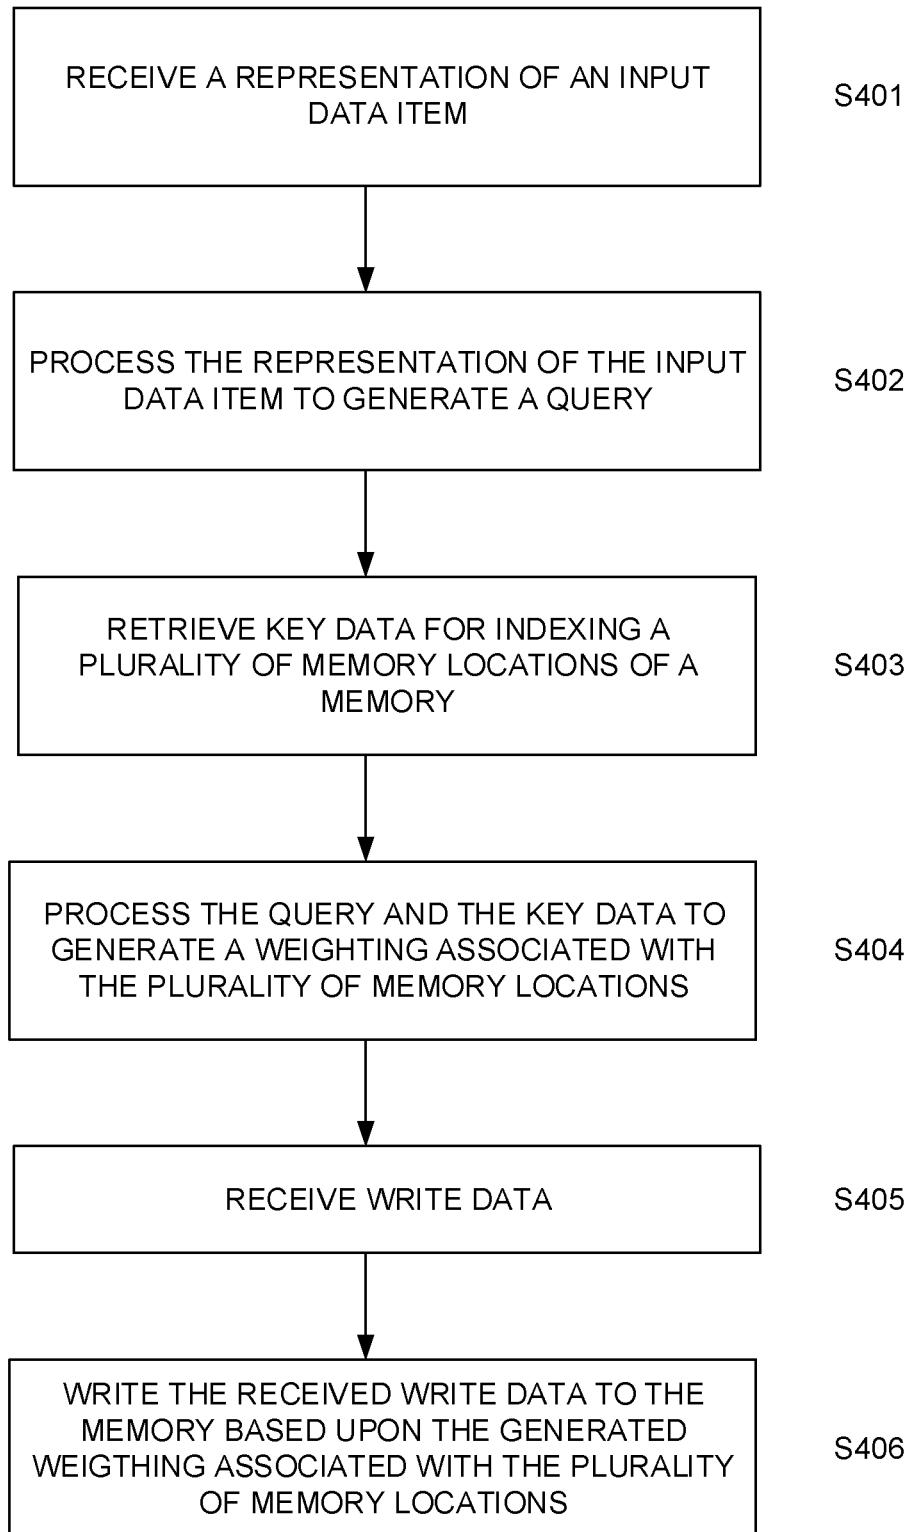 RECEIVE A REPRESENTATION OF AN INPUT
DATA ITEM
S401
PROCESS THE REPRESENTATION OF THE INPUT
DATA ITEM TO GENERATE A QUERY
S402
RETRIEVE KEY DATA FOR INDEXING A
PLURALITY OF MEMORY LOCATIONS OF A
MEMORY
S403
PROCESS THE QUERY AND THE KEY DATA TO
GENERATE A WEIGHTING ASSOCIATED WITH
THE PLURALITY OF MEMORY LOCATIONS
S404
RECEIVE WRITE DATA
S405
WRITE THE RECEIVED WRITE DATA TO THE
MEMORY BASED UPON THE GENERATED
WEIGTHING ASSOCIATED WITH THE PLURALITY
OF MEMORY LOCATIONS
S406